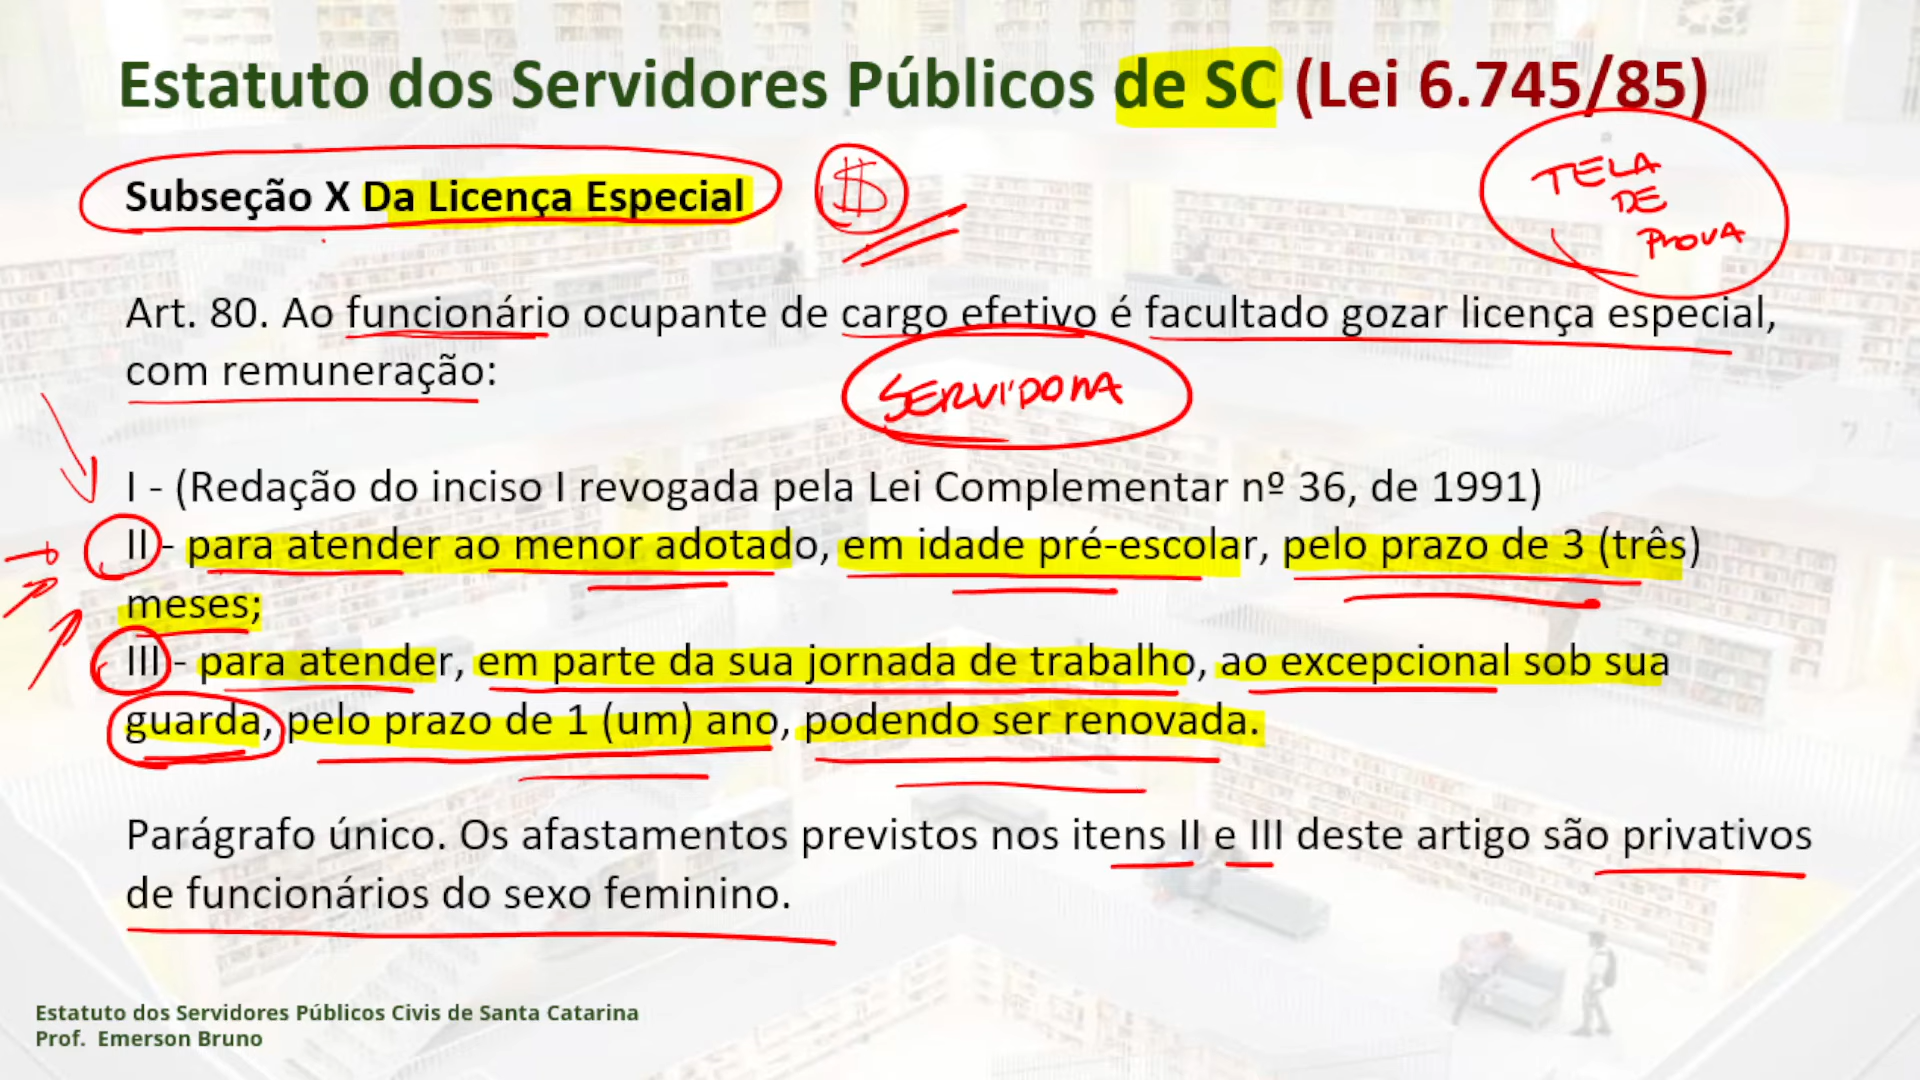 Estatuto dos Servidores Públicos de SC (Lei 6.745/85)
TELA
DE
PROVA
Subseção X Da Licença Especial
$
Art. 80. Ao funcionário ocupante de cargo efetivo é facultado gozar licença especial,
com remuneração:
SERVIDORA
I - (Redação do inciso I revogada pela Lei Complementar nº 36, de 1991)
II - para atender ao menor adotado, em idade pré-escolar, pelo prazo de 3 (três)
meses;
III - para atender, em parte da sua jornada de trabalho, ao excepcional sob sua
guarda, pelo prazo de 1 (um) ano, podendo ser renovada.
Parágrafo único. Os afastamentos previstos nos itens II e III deste artigo são privativos
de funcionários do sexo feminino.
Estatuto dos Servidores Públicos Civis de Santa Catarina
Prof. Emerson Bruno